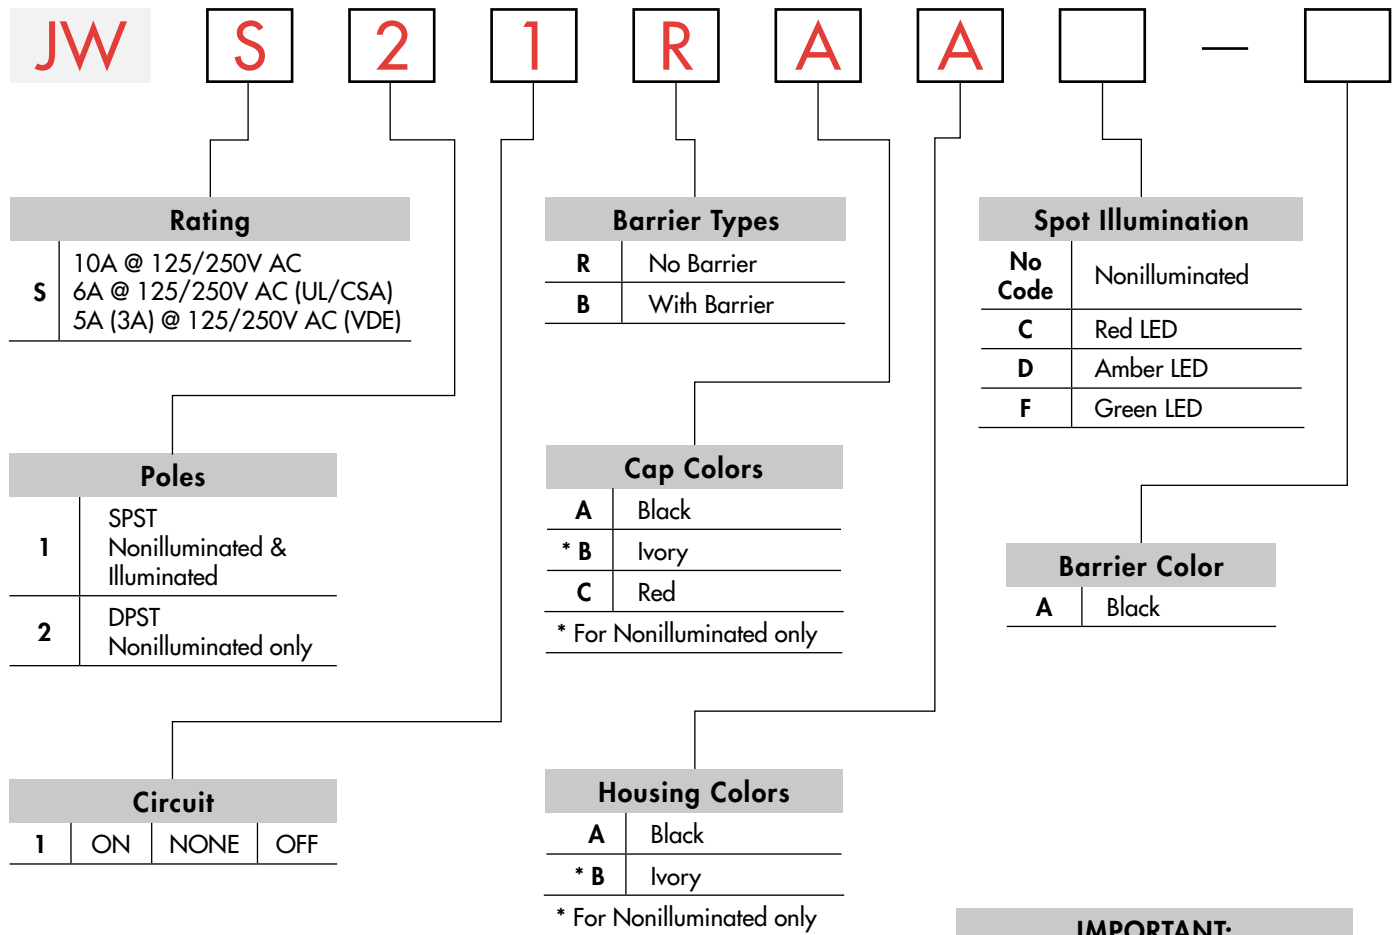 JW S 2 1 R A A —
Rating
S
10A @ 125/250V AC
6A @ 125/250V AC (UL/CSA)
5A (3A) @ 125/250V AC (VDE)
Poles
1
SPST
Nonilluminated &
Illuminated
2
DPST
Nonilluminated only
Circuit
1 ON NONE OFF
Barrier Types
R No Barrier
B With Barrier
Cap Colors
A Black
* B Ivory
C Red
* For Nonilluminated only
Housing Colors
A Black
* B Ivory
* For Nonilluminated only
Spot Illumination
No
Code
Nonilluminated
C Red LED
D Amber LED
F Green LED
Barrier Color
A Black
IMPORTANT: